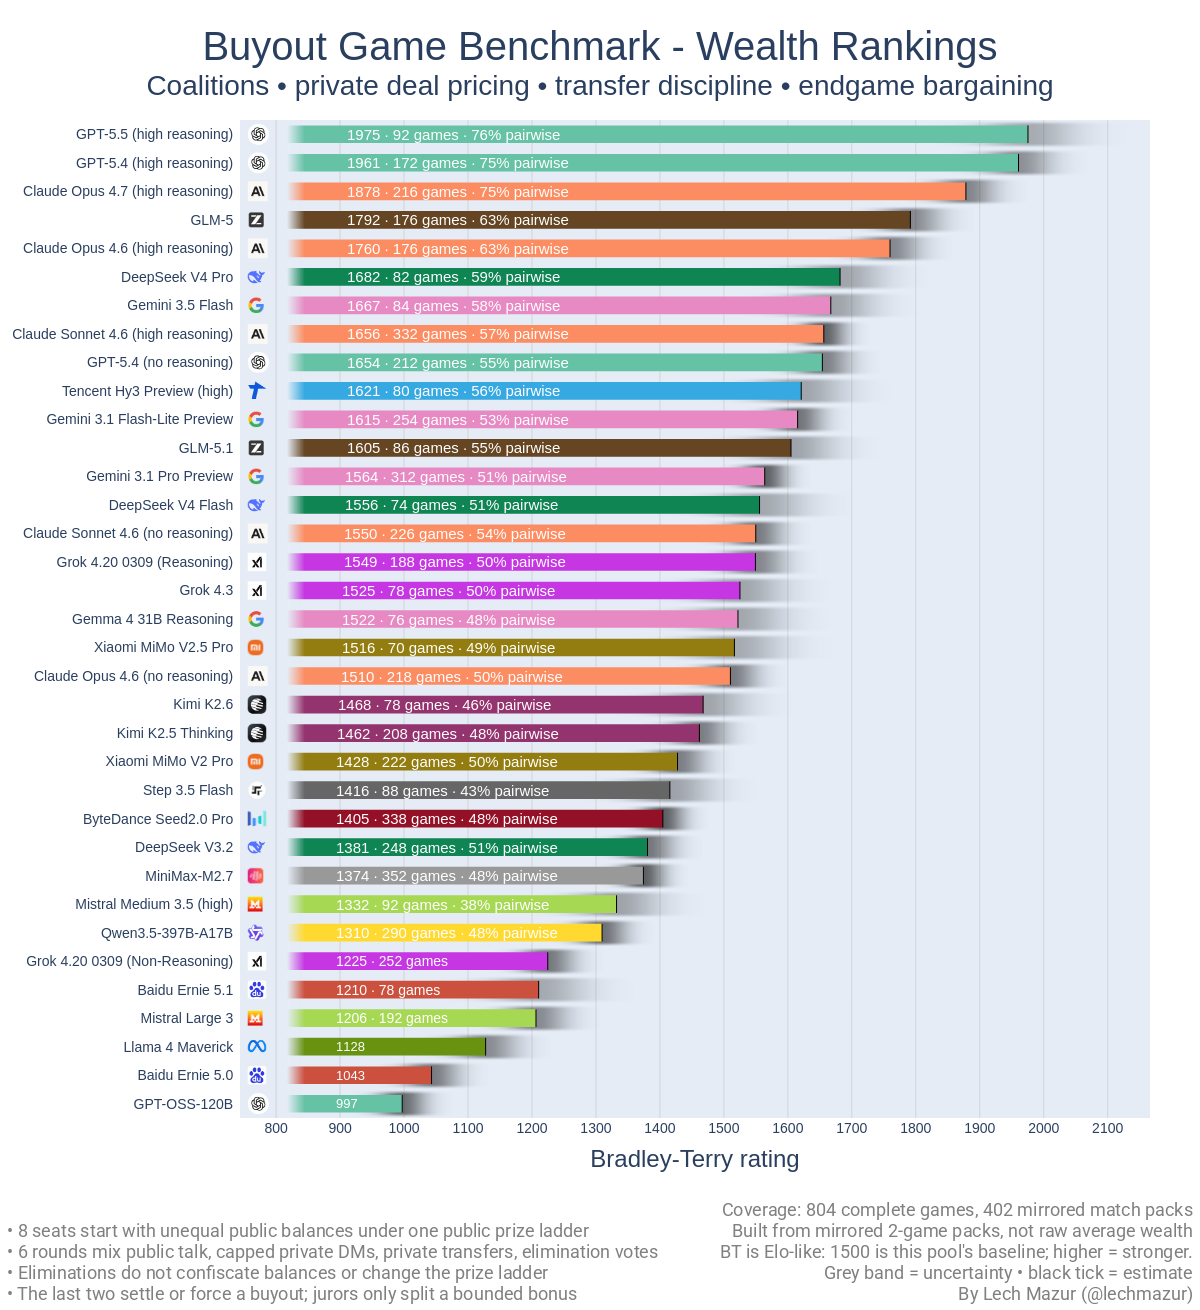 Buyout Game Benchmark - Wealth Rankings
Coalitions • private deal pricing • transfer discipline • endgame bargaining
GPT-5.5 (high reasoning) 1975 · 92 games · 76% pairwise
GPT-5.4 (high reasoning) 1961 · 172 games · 75% pairwise
Claude Opus 4.7 (high reasoning) 1878 · 216 games · 75% pairwise
GLM-5 1792 · 176 games · 63% pairwise
Claude Opus 4.6 (high reasoning) 1760 · 176 games · 63% pairwise
DeepSeek V4 Pro 1682 · 82 games · 59% pairwise
Gemini 3.5 Flash 1667 · 84 games · 58% pairwise
Claude Sonnet 4.6 (high reasoning) 1656 · 332 games · 57% pairwise
GPT-5.4 (no reasoning) 1654 · 212 games · 55% pairwise
Tencent Hy3 Preview (high) 1621 · 80 games · 56% pairwise
Gemini 3.1 Flash-Lite Preview 1615 · 254 games · 53% pairwise
GLM-5.1 1605 · 86 games · 55% pairwise
Gemini 3.1 Pro Preview 1564 · 312 games · 51% pairwise
DeepSeek V4 Flash 1556 · 74 games · 51% pairwise
Claude Sonnet 4.6 (no reasoning) 1550 · 226 games · 54% pairwise
Grok 4.20 0309 (Reasoning) 1549 · 188 games · 50% pairwise
Grok 4.3 1525 · 78 games · 50% pairwise
Gemma 4 31B Reasoning 1522 · 76 games · 48% pairwise
Xiaomi MiMo V2.5 Pro 1516 · 70 games · 49% pairwise
Claude Opus 4.6 (no reasoning) 1510 · 218 games · 50% pairwise
Kimi K2.6 1468 · 78 games · 46% pairwise
Kimi K2.5 Thinking 1462 · 208 games · 48% pairwise
Xiaomi MiMo V2 Pro 1428 · 222 games · 50% pairwise
Step 3.5 Flash 1416 · 88 games · 43% pairwise
ByteDance Seed2.0 Pro 1405 · 338 games · 48% pairwise
DeepSeek V3.2 1381 · 248 games · 51% pairwise
MiniMax-M2.7 1374 · 352 games · 48% pairwise
Mistral Medium 3.5 (high) 1332 · 92 games · 38% pairwise
Qwen3.5-397B-A17B 1310 · 290 games · 48% pairwise
Grok 4.20 0309 (Non-Reasoning) 1225 · 252 games
Baidu Ernie 5.1 1210 · 78 games
Mistral Large 3 1206 · 192 games
Llama 4 Maverick 1128
Baidu Ernie 5.0 1043
GPT-OSS-120B 997
800 900 1000 1100 1200 1300 1400 1500 1600 1700 1800 1900 2000 2100
Bradley-Terry rating
• 8 seats start with unequal public balances under one public prize ladder
• 6 rounds mix public talk, capped private DMs, private transfers, elimination votes
• Eliminations do not confiscate balances or change the prize ladder
• The last two settle or force a buyout; jurors only split a bounded bonus
Coverage: 804 complete games, 402 mirrored match packs
Built from mirrored 2-game packs, not raw average wealth
BT is Elo-like: 1500 is this pool's baseline; higher = stronger.
Grey band = uncertainty • black tick = estimate
By Lech Mazur (@lechmazur)